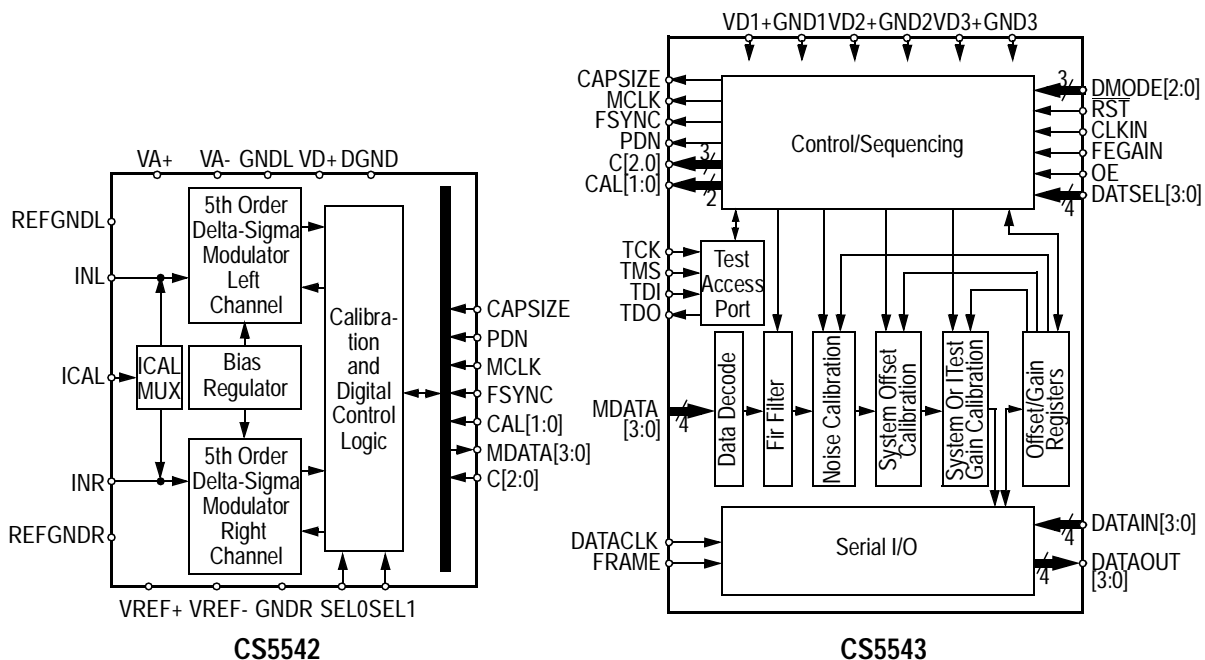 VA+ VA- GNDL VD+ DGND
REFGNDL
INL
ICAL
INR
REFGNDR
5th Order
Delta-Sigma
Modulator
Left
Channel
ICAL
MUX
Bias
Regulator
5th Order
Delta-Sigma
Modulator
Right
Channel
Calibra-
tion
and
Digital
Control
Logic
CAPSIZE
PDN
MCLK
FSYNC
CAL[1:0]
MDATA[3:0]
C[2:0]
VREF+ VREF- GNDR SEL0 SEL1
CS5542
VD1+ GND1 VD2+ GND2 VD3+ GND3
CAPSIZE
MCLK
FSYNC
PDN
C[2.0]
3
CAL[1:0]
2
Control/Sequencing
3
DMODE[2:0]
RST
CLKIN
FEGAIN
OE
DATSEL[3:0]
4
TCK
TMS
TDI
TDO
Test
Access
Port
MDATA
[3:0]
4
Data Decode
Fir Filter
Noise Calibration
System Offset
Calibration
System Or ITest
Gain Calibration
Offset/Gain
Registers
DATACLK
FRAME
Serial I/O
DATAIN[3:0]
4
DATAOUT
[3:0]
4
CS5543